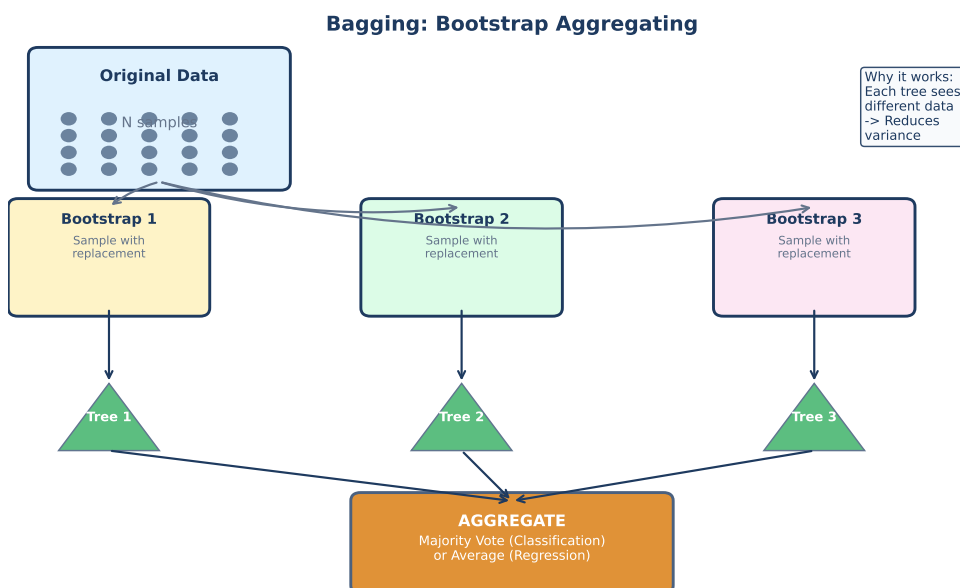 Bagging: Bootstrap Aggregating
Original Data
N samples
Why it works:
Each tree sees
different data
-> Reduces
variance
Bootstrap 1
Sample with
replacement
Bootstrap 2
Sample with
replacement
Bootstrap 3
Sample with
replacement
Tree 1
Tree 2
Tree 3
AGGREGATE
Majority Vote (Classification)
or Average (Regression)